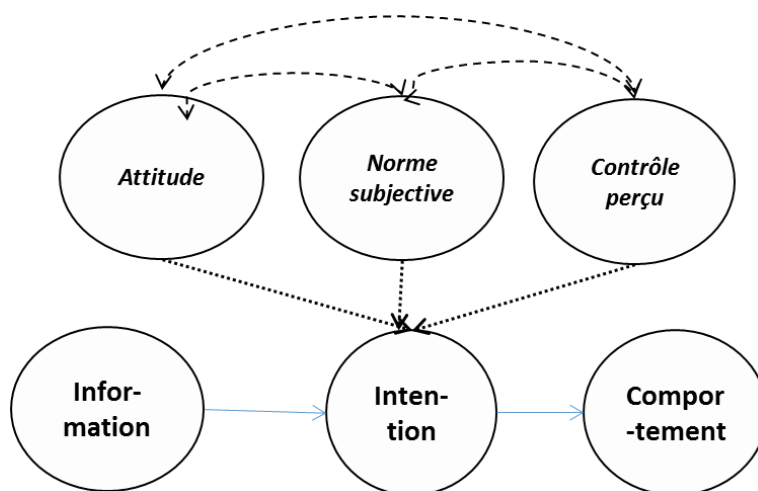 Attitude
Norme
subjective
Contrôle
perçu
Infor-
mation
Inten-
tion
Compor
-tement